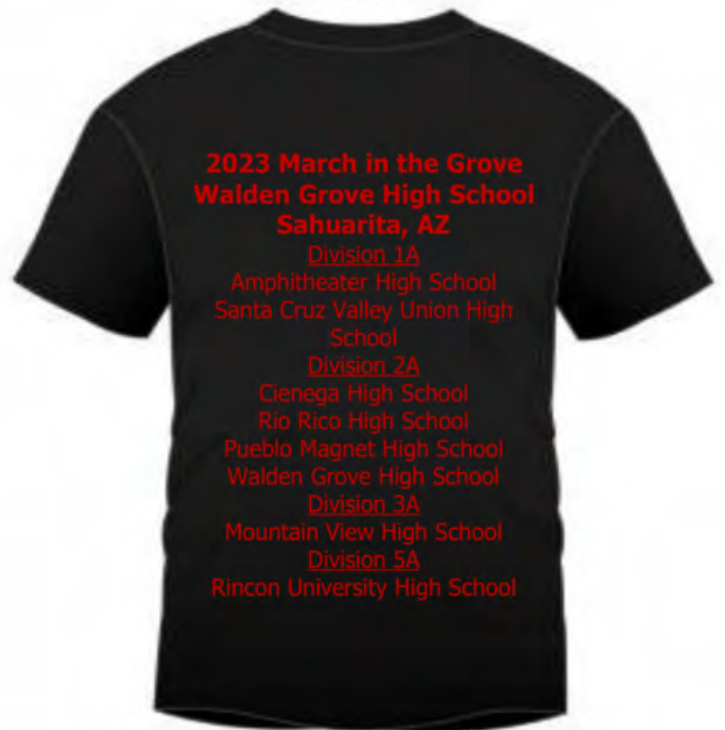 2023 March in the Grove
Walden Grove High School
Sahuarita, AZ
Division 1A
Amphitheater High School
Santa Cruz Valley Union High
School
Division 2A
Cienega High School
Rio Rico High School
Pueblo Magnet High School
Walden Grove High School
Division 3A
Mountain View High School
Division 5A
Rincon University High School